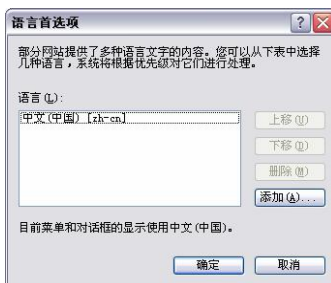 语言首选项
部分网站提供了多种语言文字的内容。您可以从下表中选择
几种语言，系统将根据优先级对它们进行处理。
语言(L):
中文(中国) [zh-cn]
上移(U)
下移(D)
删除(M)
添加(A)...
目前菜单和对话框的显示使用中文(中国)。
确定
取消